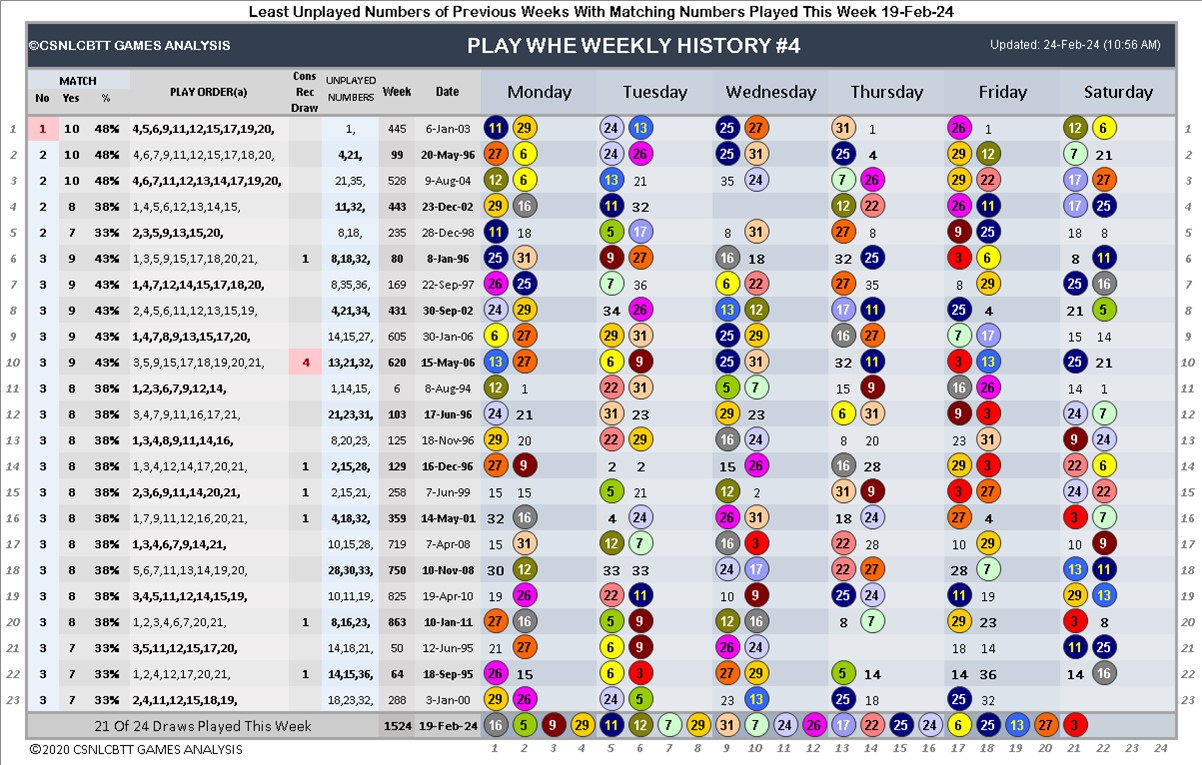 Least Unplayed Numbers of Previous Weeks With Matching Numbers Played This Week 19-Feb-24
©CSNLCBTT GAMES ANALYSIS PLAY WHE WEEKLY HISTORY #4 Updated: 24-Feb-24 (10:56 AM)
MATCH
No Yes % PLAY ORDER(a) Cons Rec Draw UNPLAYED NUMBERS Week Date Monday Tuesday Wednesday Thursday Friday Saturday
1 1 10 48% 4,5,6,9,11,12,15,17,19,20, 1, 445 6-Jan-03 11 29 24 13 25 27 31 1 26 1 12 6 1
2 2 10 48% 4,6,7,9,11,12,15,17,18,20, 4,21, 99 20-May-96 27 6 24 26 25 31 25 4 29 12 7 21 2
3 2 10 48% 4,6,7,11,12,13,14,17,19,20, 21,35, 528 9-Aug-04 12 6 13 21 35 24 7 26 29 22 17 27 3
4 2 8 38% 1,4,5,6,12,13,14,15, 11,32, 443 23-Dec-02 29 16 11 32 12 22 26 11 17 25 4
5 2 7 33% 2,3,5,9,13,15,20, 8,18, 235 28-Dec-98 11 18 5 17 8 31 27 8 9 25 18 8 5
6 3 9 43% 1,3,5,9,15,17,18,20,21, 1 8,18,32, 80 8-Jan-96 25 31 9 27 16 18 32 25 3 6 8 11 6
7 3 9 43% 1,4,7,12,14,15,17,18,20, 8,35,36, 169 22-Sep-97 26 25 7 36 6 22 27 35 8 29 25 16 7
8 3 9 43% 2,4,5,6,11,12,13,15,19, 4,21,34, 431 30-Sep-02 24 29 34 26 13 12 17 11 25 4 21 5 8
9 3 9 43% 1,4,7,8,9,13,15,17,20, 14,15,27, 605 30-Jan-06 6 27 29 31 25 29 16 27 7 17 15 14 9
10 3 9 43% 3,5,9,15,17,18,19,20,21, 4 13,21,32, 620 15-May-06 13 27 6 9 25 31 32 11 3 13 25 21 10
11 3 8 38% 1,2,3,6,7,9,12,14, 1,14,15, 6 8-Aug-94 12 1 22 31 5 7 15 9 16 26 14 1 11
12 3 8 38% 3,4,7,9,11,16,17,21, 21,23,31, 103 17-Jun-96 24 21 31 23 29 23 6 31 9 3 24 7 12
13 3 8 38% 1,3,4,8,9,11,14,16, 8,20,23, 125 18-Nov-96 29 20 22 29 16 24 8 20 23 31 9 24 13
14 3 8 38% 1,3,4,12,14,17,20,21, 1 2,15,28, 129 16-Dec-96 27 9 2 2 15 26 16 28 29 3 22 6 14
15 3 8 38% 2,3,6,9,11,14,20,21, 1 2,15,21, 258 7-Jun-99 15 15 5 21 12 2 31 9 3 27 24 22 15
16 3 8 38% 1,7,9,11,12,16,20,21, 1 4,18,32, 359 14-May-01 32 16 4 24 26 31 18 24 27 4 3 7 16
17 3 8 38% 1,3,4,6,7,9,14,21, 10,15,28, 719 7-Apr-08 15 31 12 7 16 3 22 28 10 29 10 9 17
18 3 8 38% 5,6,7,11,13,14,19,20, 28,30,33, 750 10-Nov-08 30 12 33 33 24 17 22 27 28 7 13 11 18
19 3 8 38% 3,4,5,11,12,14,15,19, 10,11,19, 825 19-Apr-10 19 26 22 11 10 9 25 24 11 19 29 13 19
20 3 8 38% 1,2,3,4,6,7,20,21, 1 8,16,23, 863 10-Jan-11 27 16 5 9 12 16 8 7 29 23 3 8 20
21 3 7 33% 3,5,11,12,15,17,20, 14,18,21, 50 12-Jun-95 21 27 6 9 26 24 18 14 11 25 21
22 3 7 33% 1,2,4,12,17,20,21, 1 14,15,36, 64 18-Sep-95 26 15 6 3 27 29 5 14 14 36 14 16 22
23 3 7 33% 2,4,11,12,15,18,19, 18,23,32, 288 3-Jan-00 29 26 24 5 23 13 25 18 25 32 23
21 Of 24 Draws Played This Week 1524 19-Feb-24 16 5 9 29 11 12 7 29 31 7 24 26 17 22 25 24 6 25 13 27 3
©2020 CSNLCBTT GAMES ANALYSIS 1 2 3 4 5 6 7 8 9 10 11 12 13 14 15 16 17 18 19 20 21 22 23 24